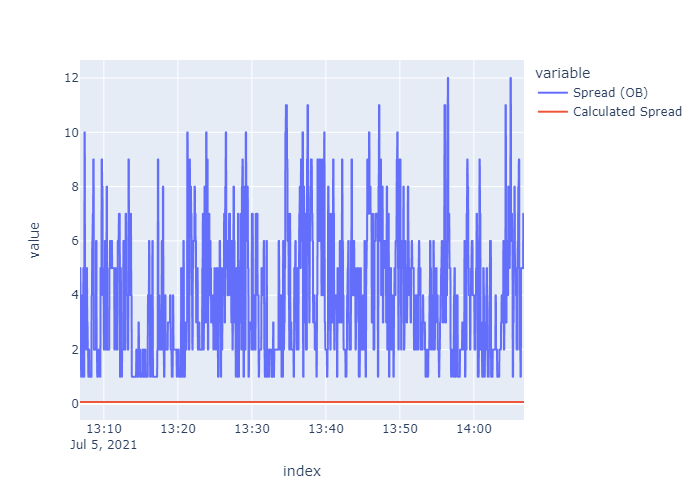 variable
Spread (OB)
Calculated Spread
12
10
8
6
4
2
0
value
13:10
13:20
13:30
13:40
13:50
14:00
Jul 5, 2021
index